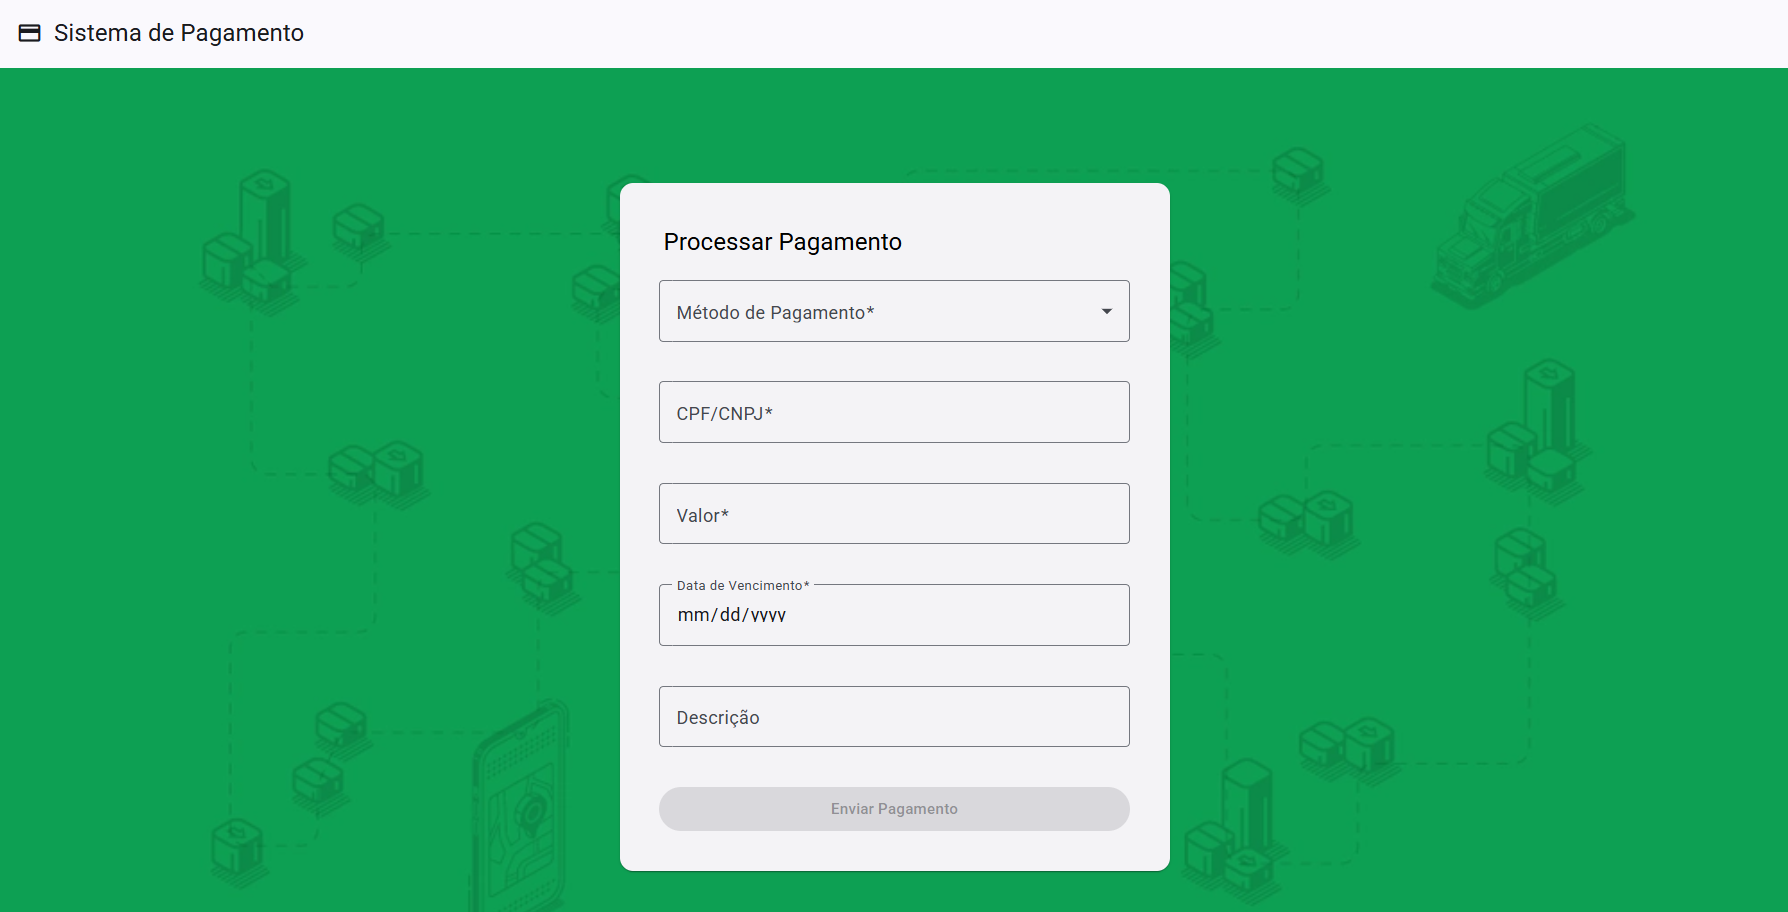 Sistema de Pagamento
Processar Pagamento
Método de Pagamento*
CPF/CNPJ*
Valor*
Data de Vencimento*
mm/dd/yyyy
Descrição
Enviar Pagamento